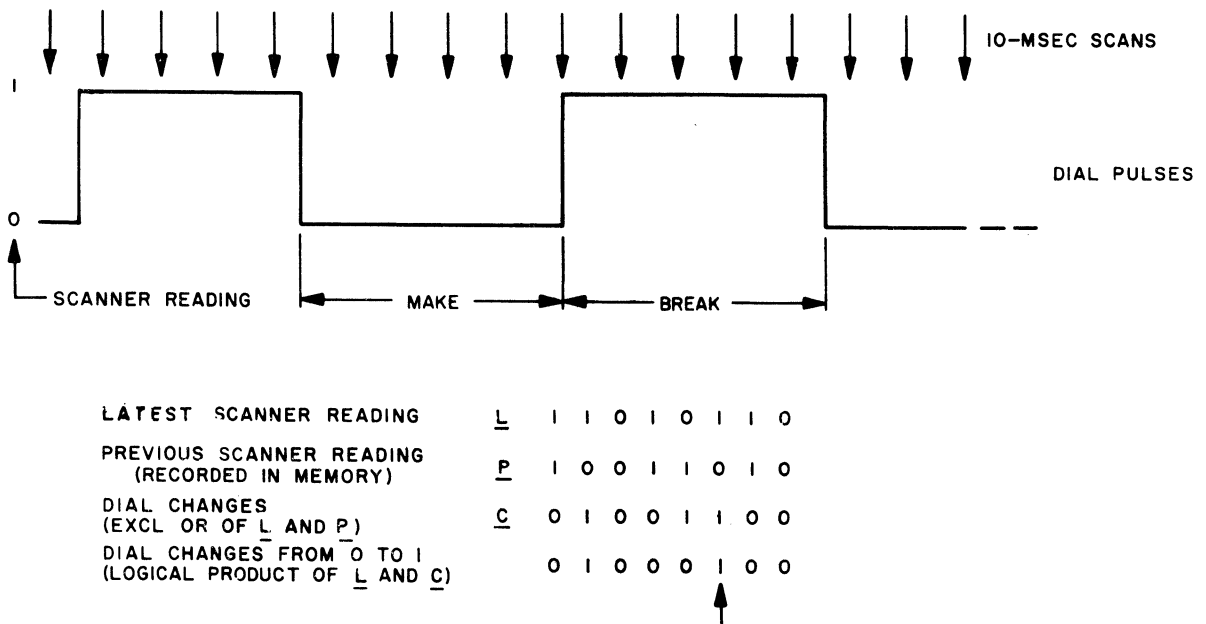 10-MSEC SCANS
1
DIAL PULSES
0
SCANNER READING
MAKE
BREAK
LATEST SCANNER READING L 1 1 0 1 0 1 1 0
PREVIOUS SCANNER READING
(RECORDED IN MEMORY) P 1 0 0 1 1 0 1 0
DIAL CHANGES
(EXCL OR OF L AND P) C 0 1 0 0 1 1 0 0
DIAL CHANGES FROM 0 TO 1
(LOGICAL PRODUCT OF L AND C) 0 1 0 0 0 1 0 0